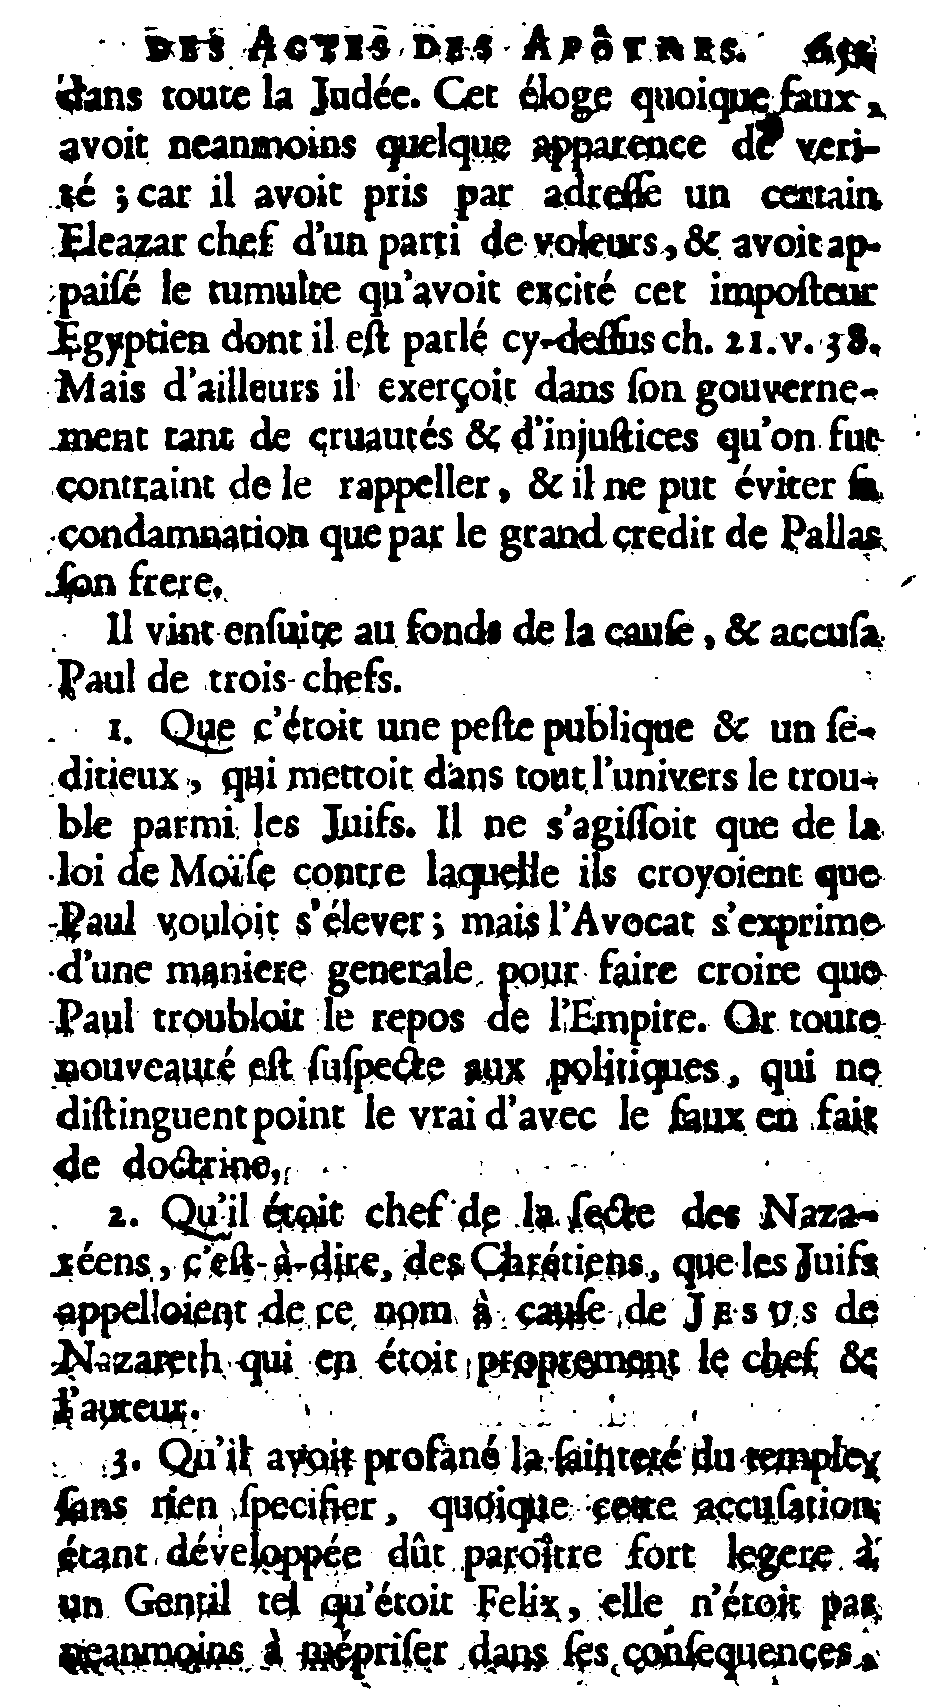 DES ACTES DES APÔTRES.
dans toute la Judée. Cet éloge quoique faux,
avoit neanmoins quelque apparence de veri-
té ; car il avoit pris par adreſſe un certain
Eleazar chef d'un parti de voleurs, & avoit ap-
paiſé le tumulte qu'avoit excité cet impoſteur
Egyptien dont il eſt parlé cy-deſſus ch. 21. v. 38.
Mais d'ailleurs il exerçoit dans ſon gouverne-
ment tant de cruautés & d'injuſtices qu'on fut
contraint de le rappeller, & il ne put éviter ſa
condamnation que par le grand credit de Pallas
ſon frere.
Il vint enſuite au fonds de la cauſe, & accuſa
Paul de trois chefs.
1. Que c'étoit une peſte publique & un ſé-
ditieux, qui mettoit dans tout l'univers le trou-
ble parmi les Juifs. Il ne s'agiſſoit que de la
loi de Moïſe contre laquelle ils croyoient que
Paul vouloit s'élever ; mais l'Avocat s'exprime
d'une maniere generale pour faire croire que
Paul troubloit le repos de l'Empire. Or toute
nouveauté eſt ſuſpecte aux politiques, qui ne
diſtinguent point le vrai d'avec le faux en fait
de doctrine.
2. Qu'il étoit chef de la ſecte des Naza-
réens, c'eſt-à-dire, des Chrétiens, que les Juifs
appelloient de ce nom à cauſe de JESUS de
Nazareth qui en étoit proprement le chef &
l'auteur.
3. Qu'il avoit profané la ſainteté du temple,
ſans rien ſpecifier, quoique cette accuſation
étant développée dût paroître fort legere à
un Gentil tel qu'étoit Felix, elle n'étoit pas
neanmoins à mépriſer dans ſes conſequences.